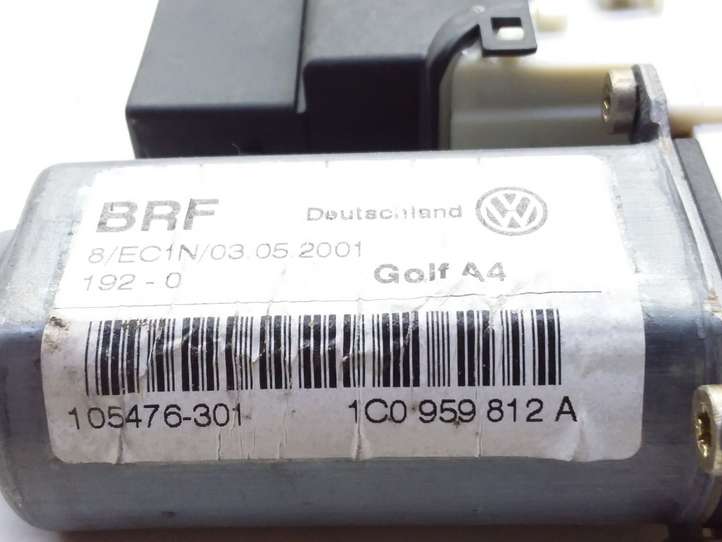 BRF Deutschland
8/EC1N/03.05.2001
192 - 0 Golf A4
105476-301 1C0 959 812 A